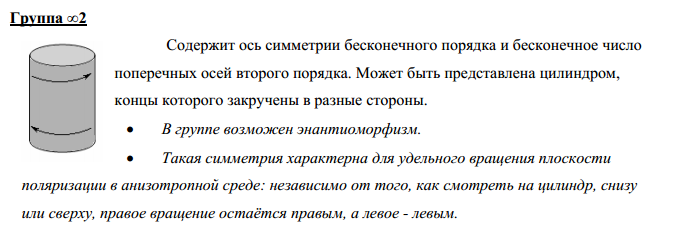 Группа ∞2
Содержит ось симметрии бесконечного порядка и бесконечное число
поперечных осей второго порядка. Может быть представлена цилиндром,
концы которого закручены в разные стороны.
• В группе возможен энантиоморфизм.
• Такая симметрия характерна для удельного вращения плоскости
поляризации в анизотропной среде: независимо от того, как смотреть на цилиндр, снизу
или сверху, правое вращение остаётся правым, а левое - левым.